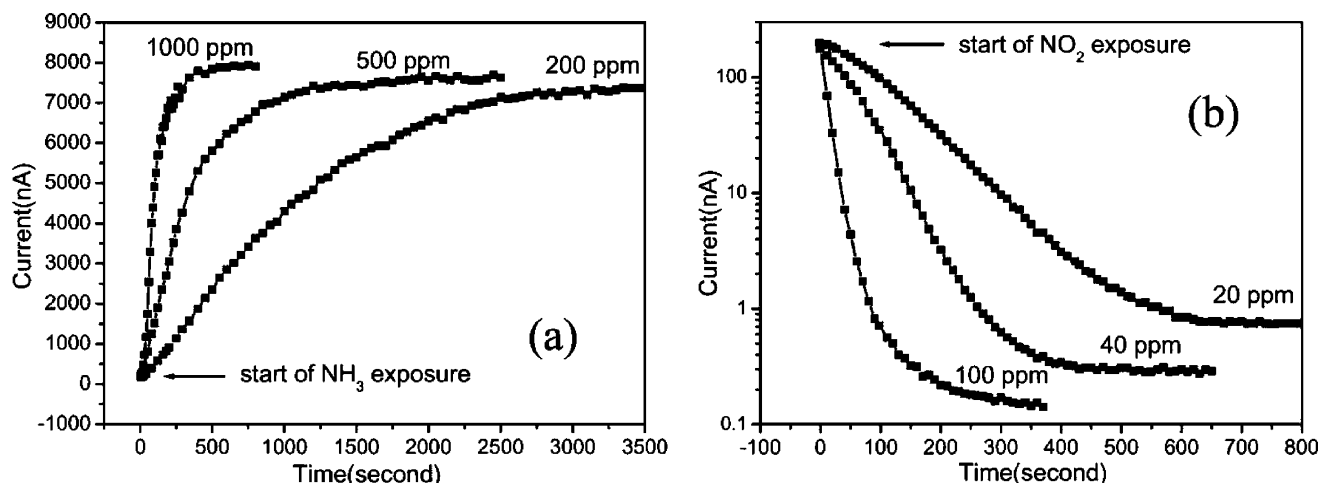 9000
8000
7000
6000
5000
4000
3000
2000
1000
0
-1000
Current(nA)
1000 ppm
500 ppm
200 ppm
(a)
start of NH₃ exposure
0 500 1000 1500 2000 2500 3000 3500
Time(second)
100
10
1
0.1
Current(nA)
start of NO₂ exposure
(b)
20 ppm
40 ppm
100 ppm
-100 0 100 200 300 400 500 600 700 800
Time(second)